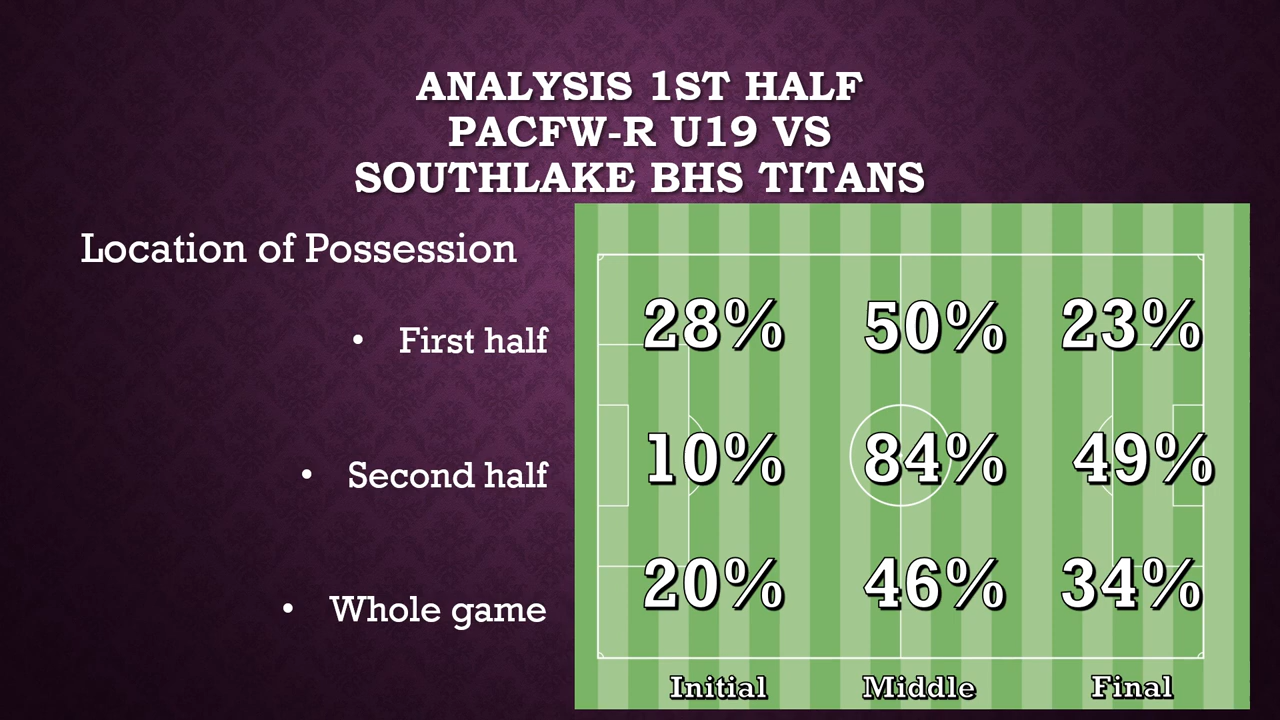 ANALYSIS 1ST HALF
PACFW-R U19 VS
SOUTHLAKE BHS TITANS
Location of Possession
• First half
28% 50% 23%
• Second half
10% 84% 49%
• Whole game
20% 46% 34%
Initial Middle Final